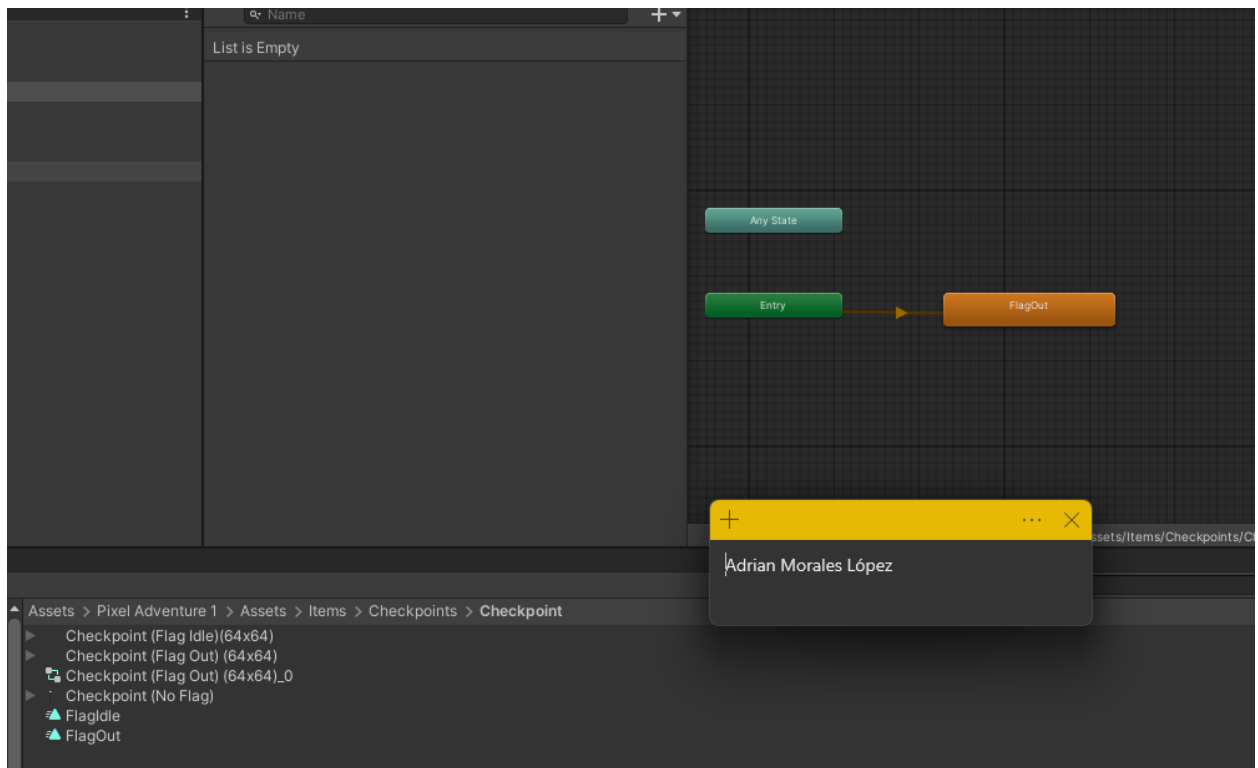 Name
List is Empty
Any State
Entry
FlagOut
ssets/Items/Checkpoints/C
Adrian Morales López
Assets > Pixel Adventure 1 > Assets > Items > Checkpoints > Checkpoint
Checkpoint (Flag Idle)(64x64)
Checkpoint (Flag Out) (64x64)
Checkpoint (Flag Out) (64x64)_0
Checkpoint (No Flag)
FlagIdle
FlagOut